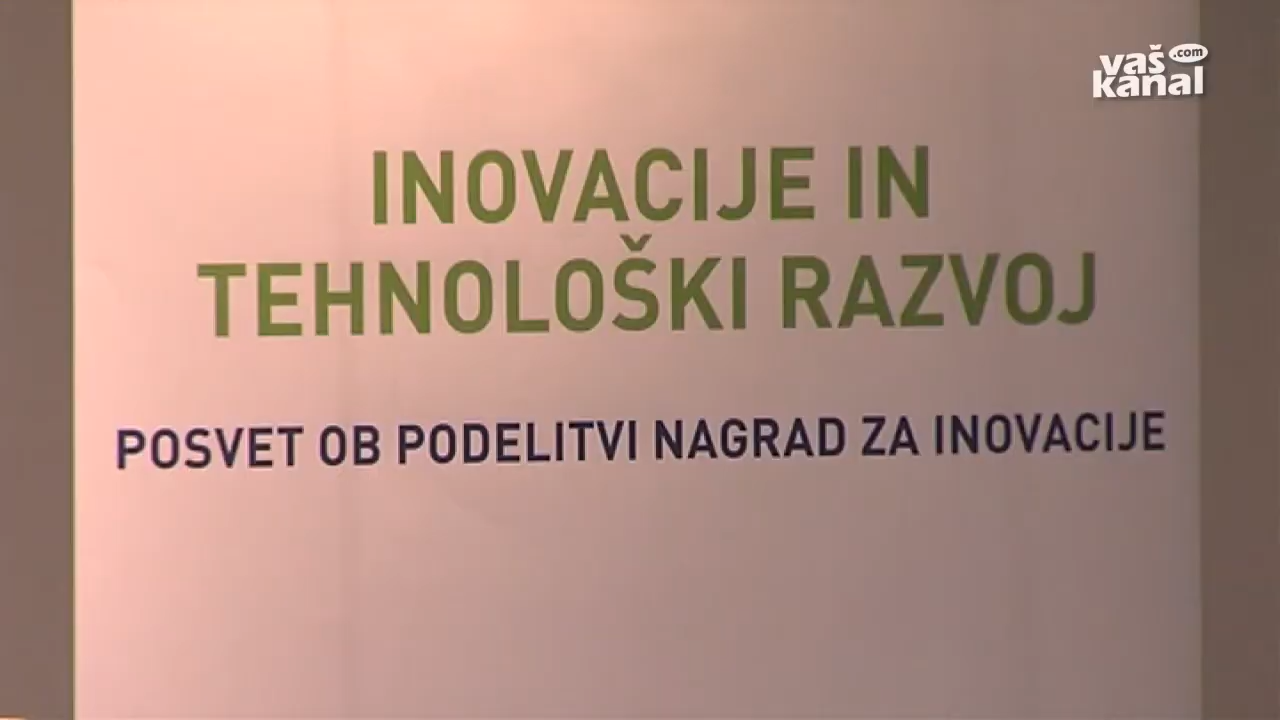 vaš .com
kanal
INOVACIJE IN
TEHNOLOŠKI RAZVOJ
POSVET OB PODELITVI NAGRAD ZA INOVACIJE